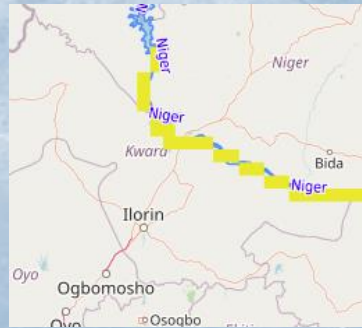 Niger
Niger
Niger
Kwara
Bida
Niger
Ilorin
Oyo
Ogbomosho
Oyo
Osogbo